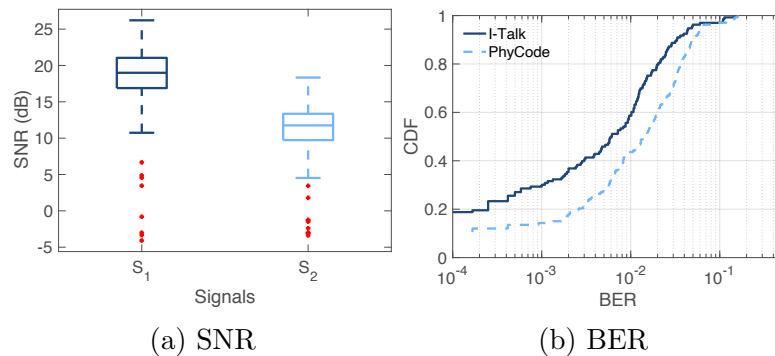 SNR (dB)
25
20
15
10
5
0
-5
S1
S2
Signals
(a) SNR
I-Talk
PhyCode
CDF
1
0.8
0.6
0.4
0.2
0
10-4
10-3
10-2
10-1
BER
(b) BER